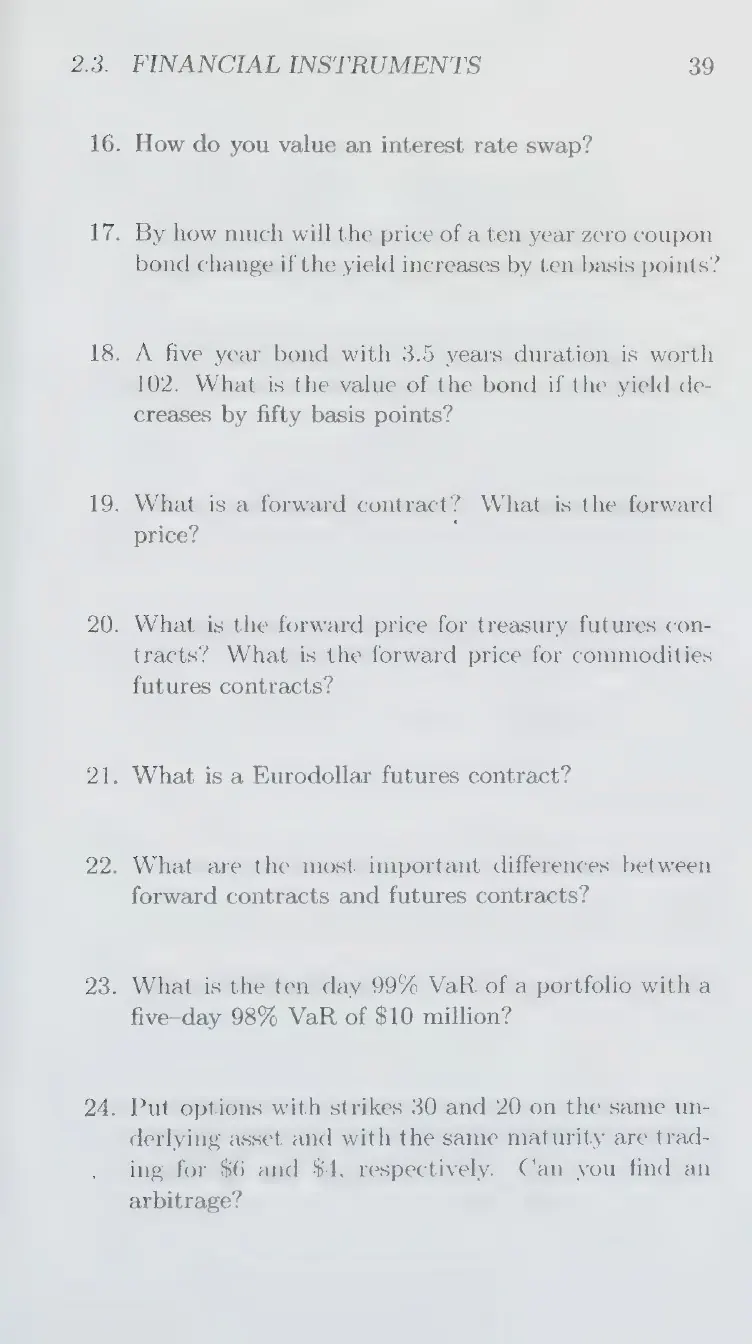 2.3. FINANCIAL INSTRUMENTS 39
16. How do you value an interest rate swap?
17. By how much will the price of a ten year zero coupon
bond change if the yield increases by ten basis points?
18. A five year bond with 3.5 years duration is worth
102. What is the value of the bond if the yield de-
creases by fifty basis points?
19. What is a forward contract? What is the forward
price?
20. What is the forward price for treasury futures con-
tracts? What is the forward price for commodities
futures contracts?
21. What is a Eurodollar futures contract?
22. What are the most important differences between
forward contracts and futures contracts?
23. What is the ten day 99% VaR of a portfolio with a
five-day 98% VaR of $10 million?
24. Put options with strikes 30 and 20 on the same un-
derlying asset and with the same maturity are trad-
ing for $6 and $4, respectively. Can you find an
arbitrage?